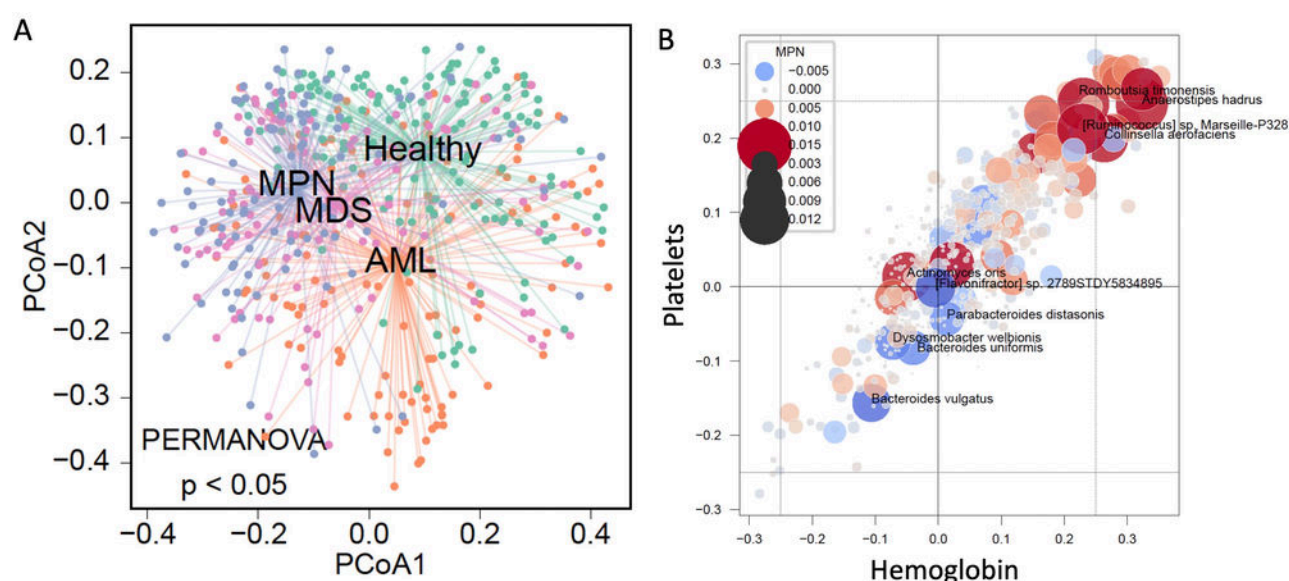 A
Healthy
MPN
MDS
AML
PERMANOVA
p < 0.05
0.2
0.1
0.0
−0.1
−0.2
−0.3
−0.4
PCoA2
−0.4
−0.2
0.0
0.2
0.4
PCoA1
B
MPN
−0.005
0.000
0.005
0.010
0.015
0.003
0.006
0.009
0.012
Romboutsia timonensis
Anaerostipes hadrus
[Ruminococcus] sp, Marseille-P328
Collinsella aerofaciens
Actinomyces oris
[Flavonifractor] sp. 2789STDY5834895
Parabacteroides distasonis
Dysosmobacter welbionis
Bacteroides uniformis
Bacteroides vulgatus
0.3
0.2
0.1
0.0
−0.1
−0.2
−0.3
Platelets
−0.3
−0.2
−0.1
0.0
0.1
0.2
0.3
Hemoglobin